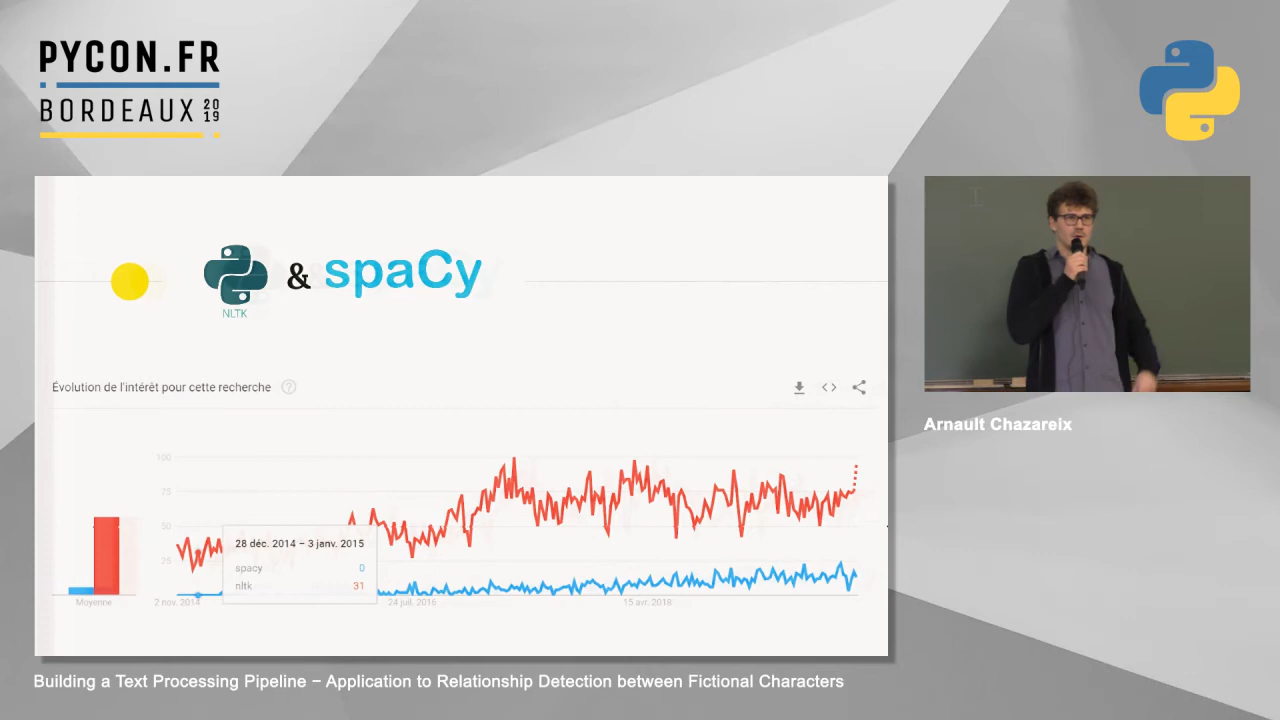 PYCON.FR
BORDEAUX 2019
& spaCy
NLTK
Évolution de l'intérêt pour cette recherche ?
100
75
50
25
28 déc. 2014 – 3 janv. 2015
spacy 0
nltk 31
Moyenne
2 nov. 2014
24 juil. 2016
15 avr. 2018
Arnault Chazareix
Building a Text Processing Pipeline – Application to Relationship Detection between Fictional Characters